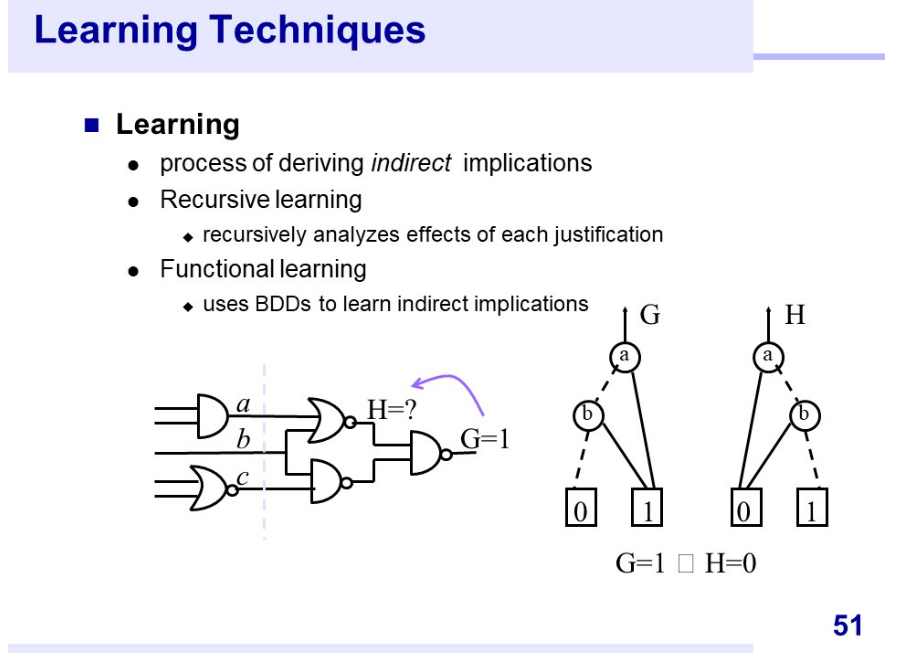 Learning Techniques
Learning
process of deriving indirect implications
Recursive learning
recursively analyzes effects of each justification
Functional learning
uses BDDs to learn indirect implications
G
H
a
a
a
H=?
b
b
b
G=1
c
0
1
0
1
G=1 □ H=0
51